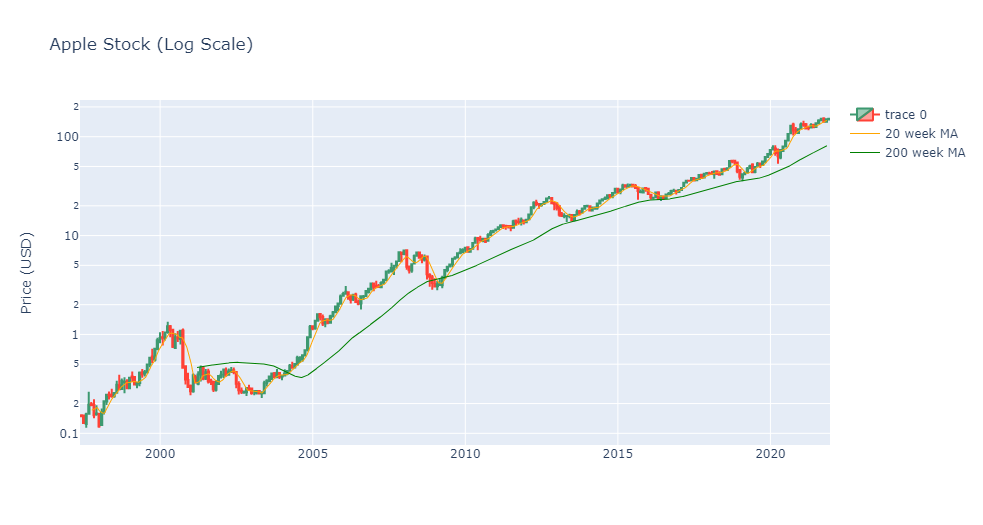 Apple Stock (Log Scale)
Price (USD)
2
100
5
2
10
5
2
1
5
2
0.1
2000 2005 2010 2015 2020
trace 0
20 week MA
200 week MA